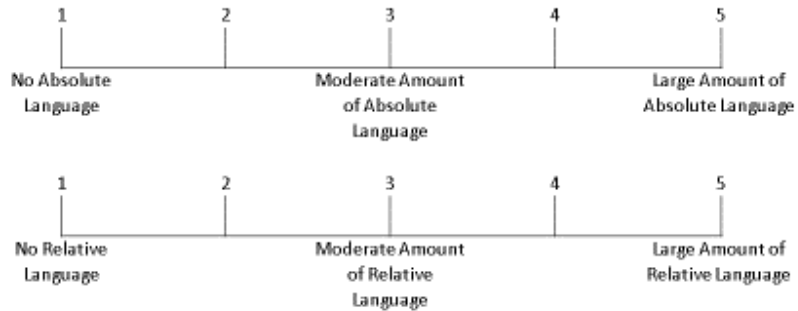 1 2 3 4 5
No Absolute Moderate Amount Large Amount of
Language of Absolute Absolute Language
Language
1 2 3 4 5
No Relative Moderate Amount Large Amount of
Language of Relative Relative Language
Language